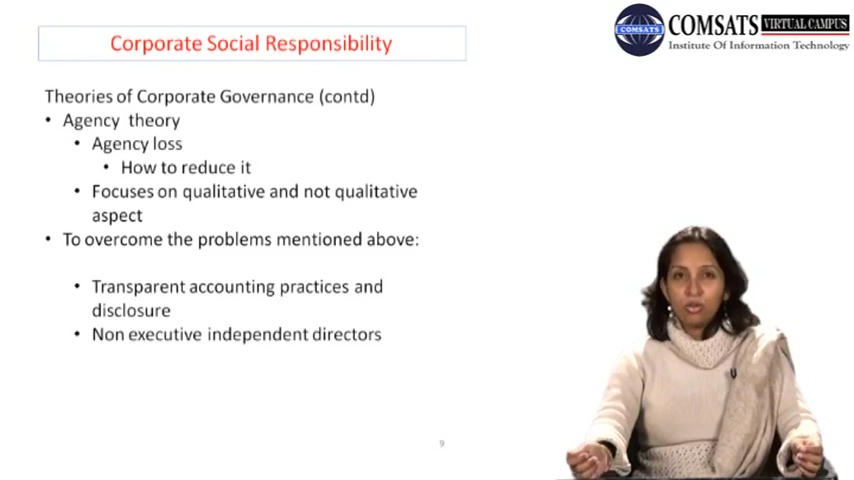 Corporate Social Responsibility
COMSATS
COMSATS VIRTUAL CAMPUS
Institute Of Information Technology
Theories of Corporate Governance (contd)
• Agency theory
• Agency loss
• How to reduce it
• Focuses on qualitative and not qualitative
aspect
• To overcome the problems mentioned above:
• Transparent accounting practices and
disclosure
• Non executive independent directors
9